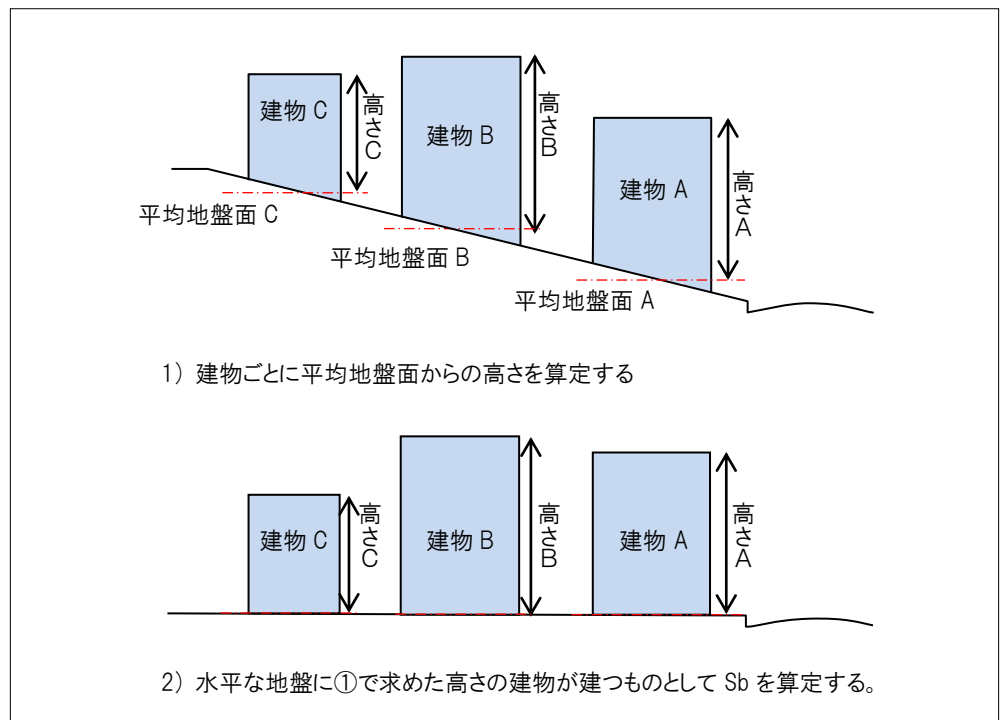 建物 C
高さC
建物 B
高さB
建物 A
高さA
平均地盤面 C
平均地盤面 B
平均地盤面 A
1) 建物ごとに平均地盤面からの高さを算定する
建物 C
高さC
建物 B
高さB
建物 A
高さA
2) 水平な地盤に①で求めた高さの建物が建つものとして Sb を算定する。